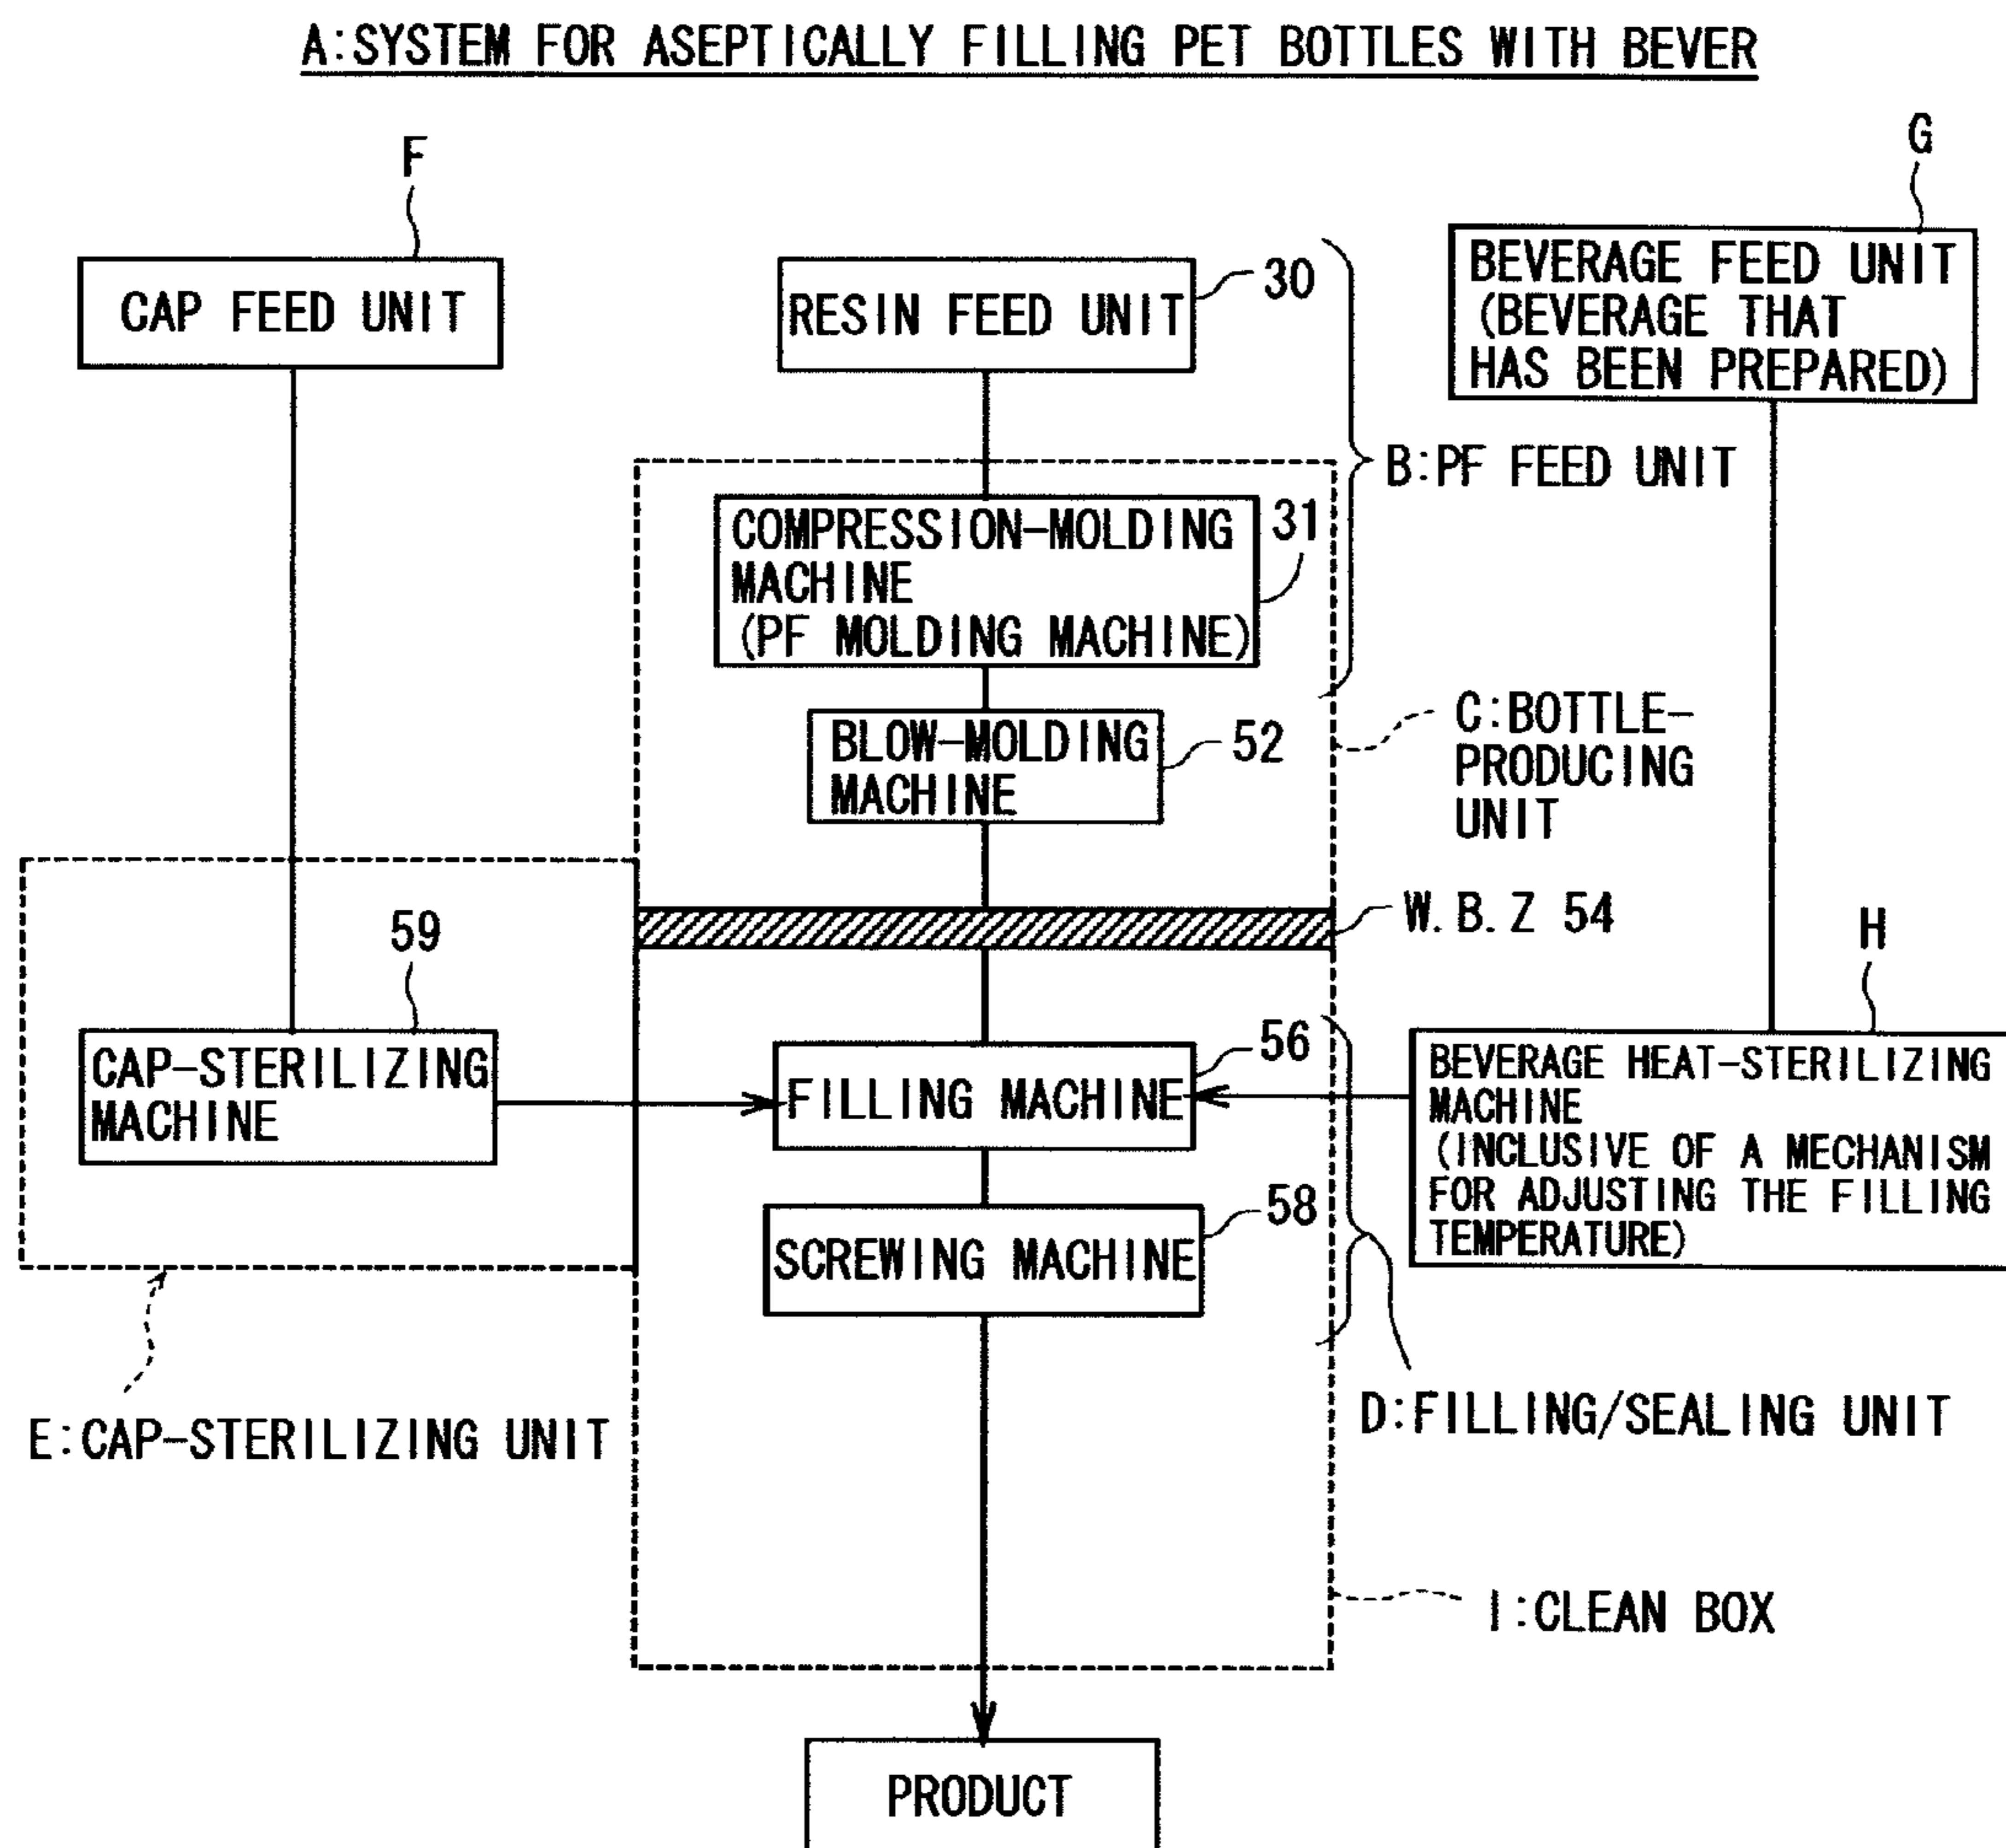 A:SYSTEM FOR ASEPTICALLY FILLING PET BOTTLES WITH BEVER
F
G
CAP FEED UNIT
RESIN FEED UNIT
30
BEVERAGE FEED UNIT
(BEVERAGE THAT
HAS BEEN PREPARED)
B:PF FEED UNIT
COMPRESSION-MOLDING
MACHINE
(PF MOLDING MACHINE)
31
BLOW-MOLDING
MACHINE
52
C:BOTTLE-
PRODUCING
UNIT
W.B.Z 54
59
H
CAP-STERILIZING
MACHINE
FILLING MACHINE
56
BEVERAGE HEAT-STERILIZING
MACHINE
(INCLUSIVE OF A MECHANISM
FOR ADJUSTING THE FILLING
TEMPERATURE)
SCREWING MACHINE
58
E:CAP-STERILIZING UNIT
D:FILLING/SEALING UNIT
I:CLEAN BOX
PRODUCT